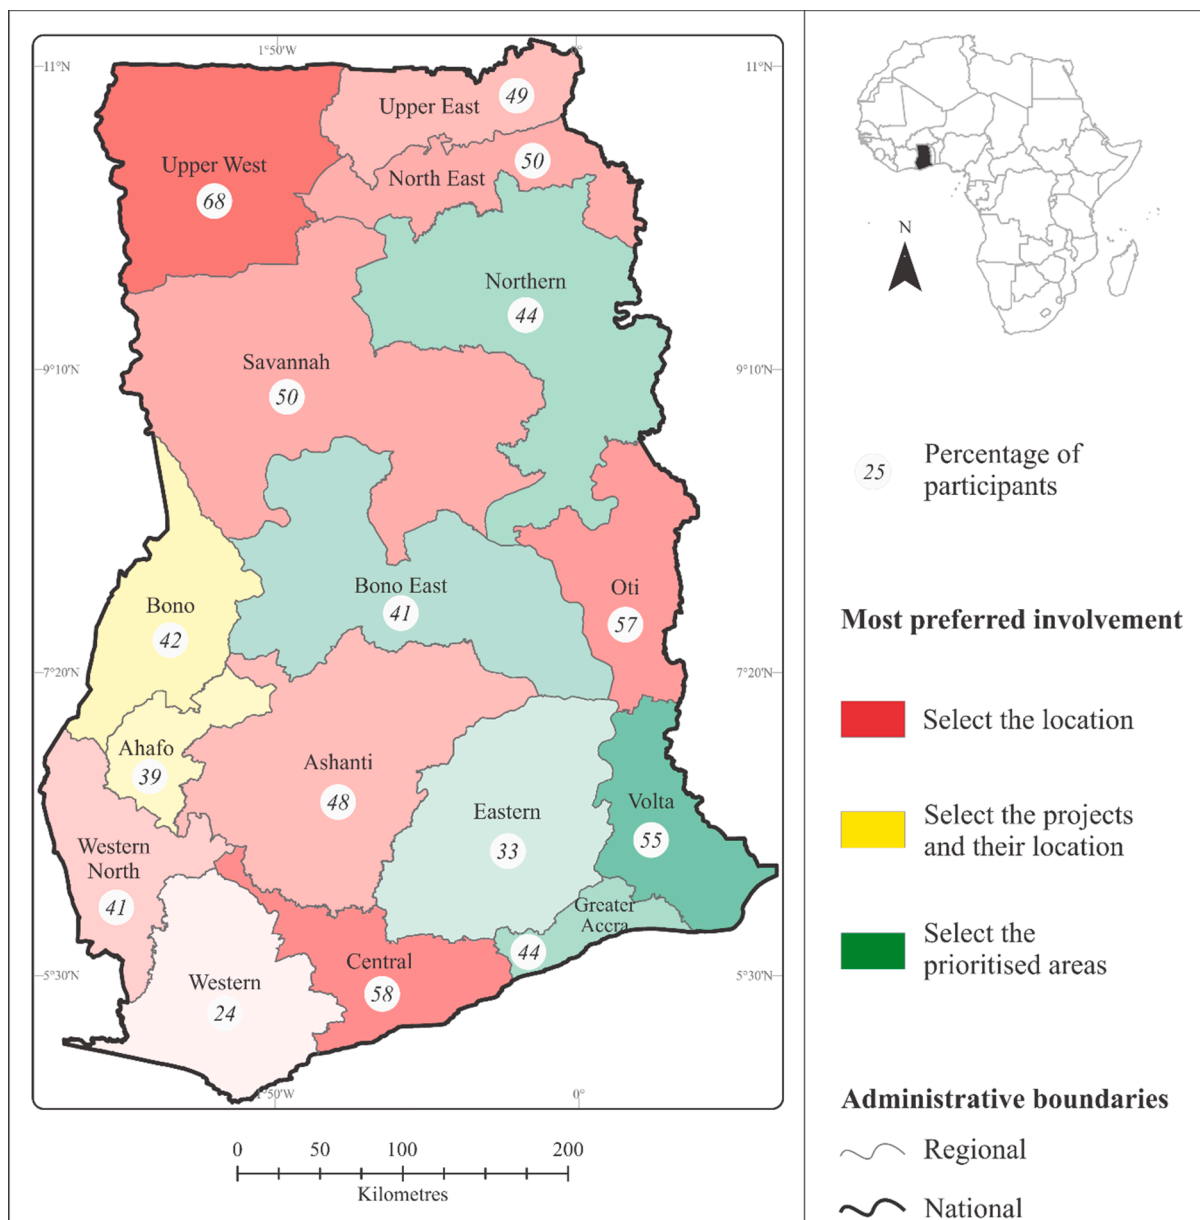 1°50'W
0°
11°N
11°N
Upper East
49
Upper West
68
North East
50
Northern
44
N
Savannah
50
9°10'N
9°10'N
25
Percentage of
participants
Bono East
41
Oti
57
Bono
42
Most preferred involvement
7°20'N
7°20'N
Select the location
Ahafo
39
Ashanti
48
Eastern
33
Volta
55
Select the projects
and their location
Western
North
41
Greater
Accra
44
Select the
prioritised areas
Central
58
5°30'N
5°30'N
Western
24
1°50'W
0°
Administrative boundaries
Regional
National
0 50 100 200
Kilometres